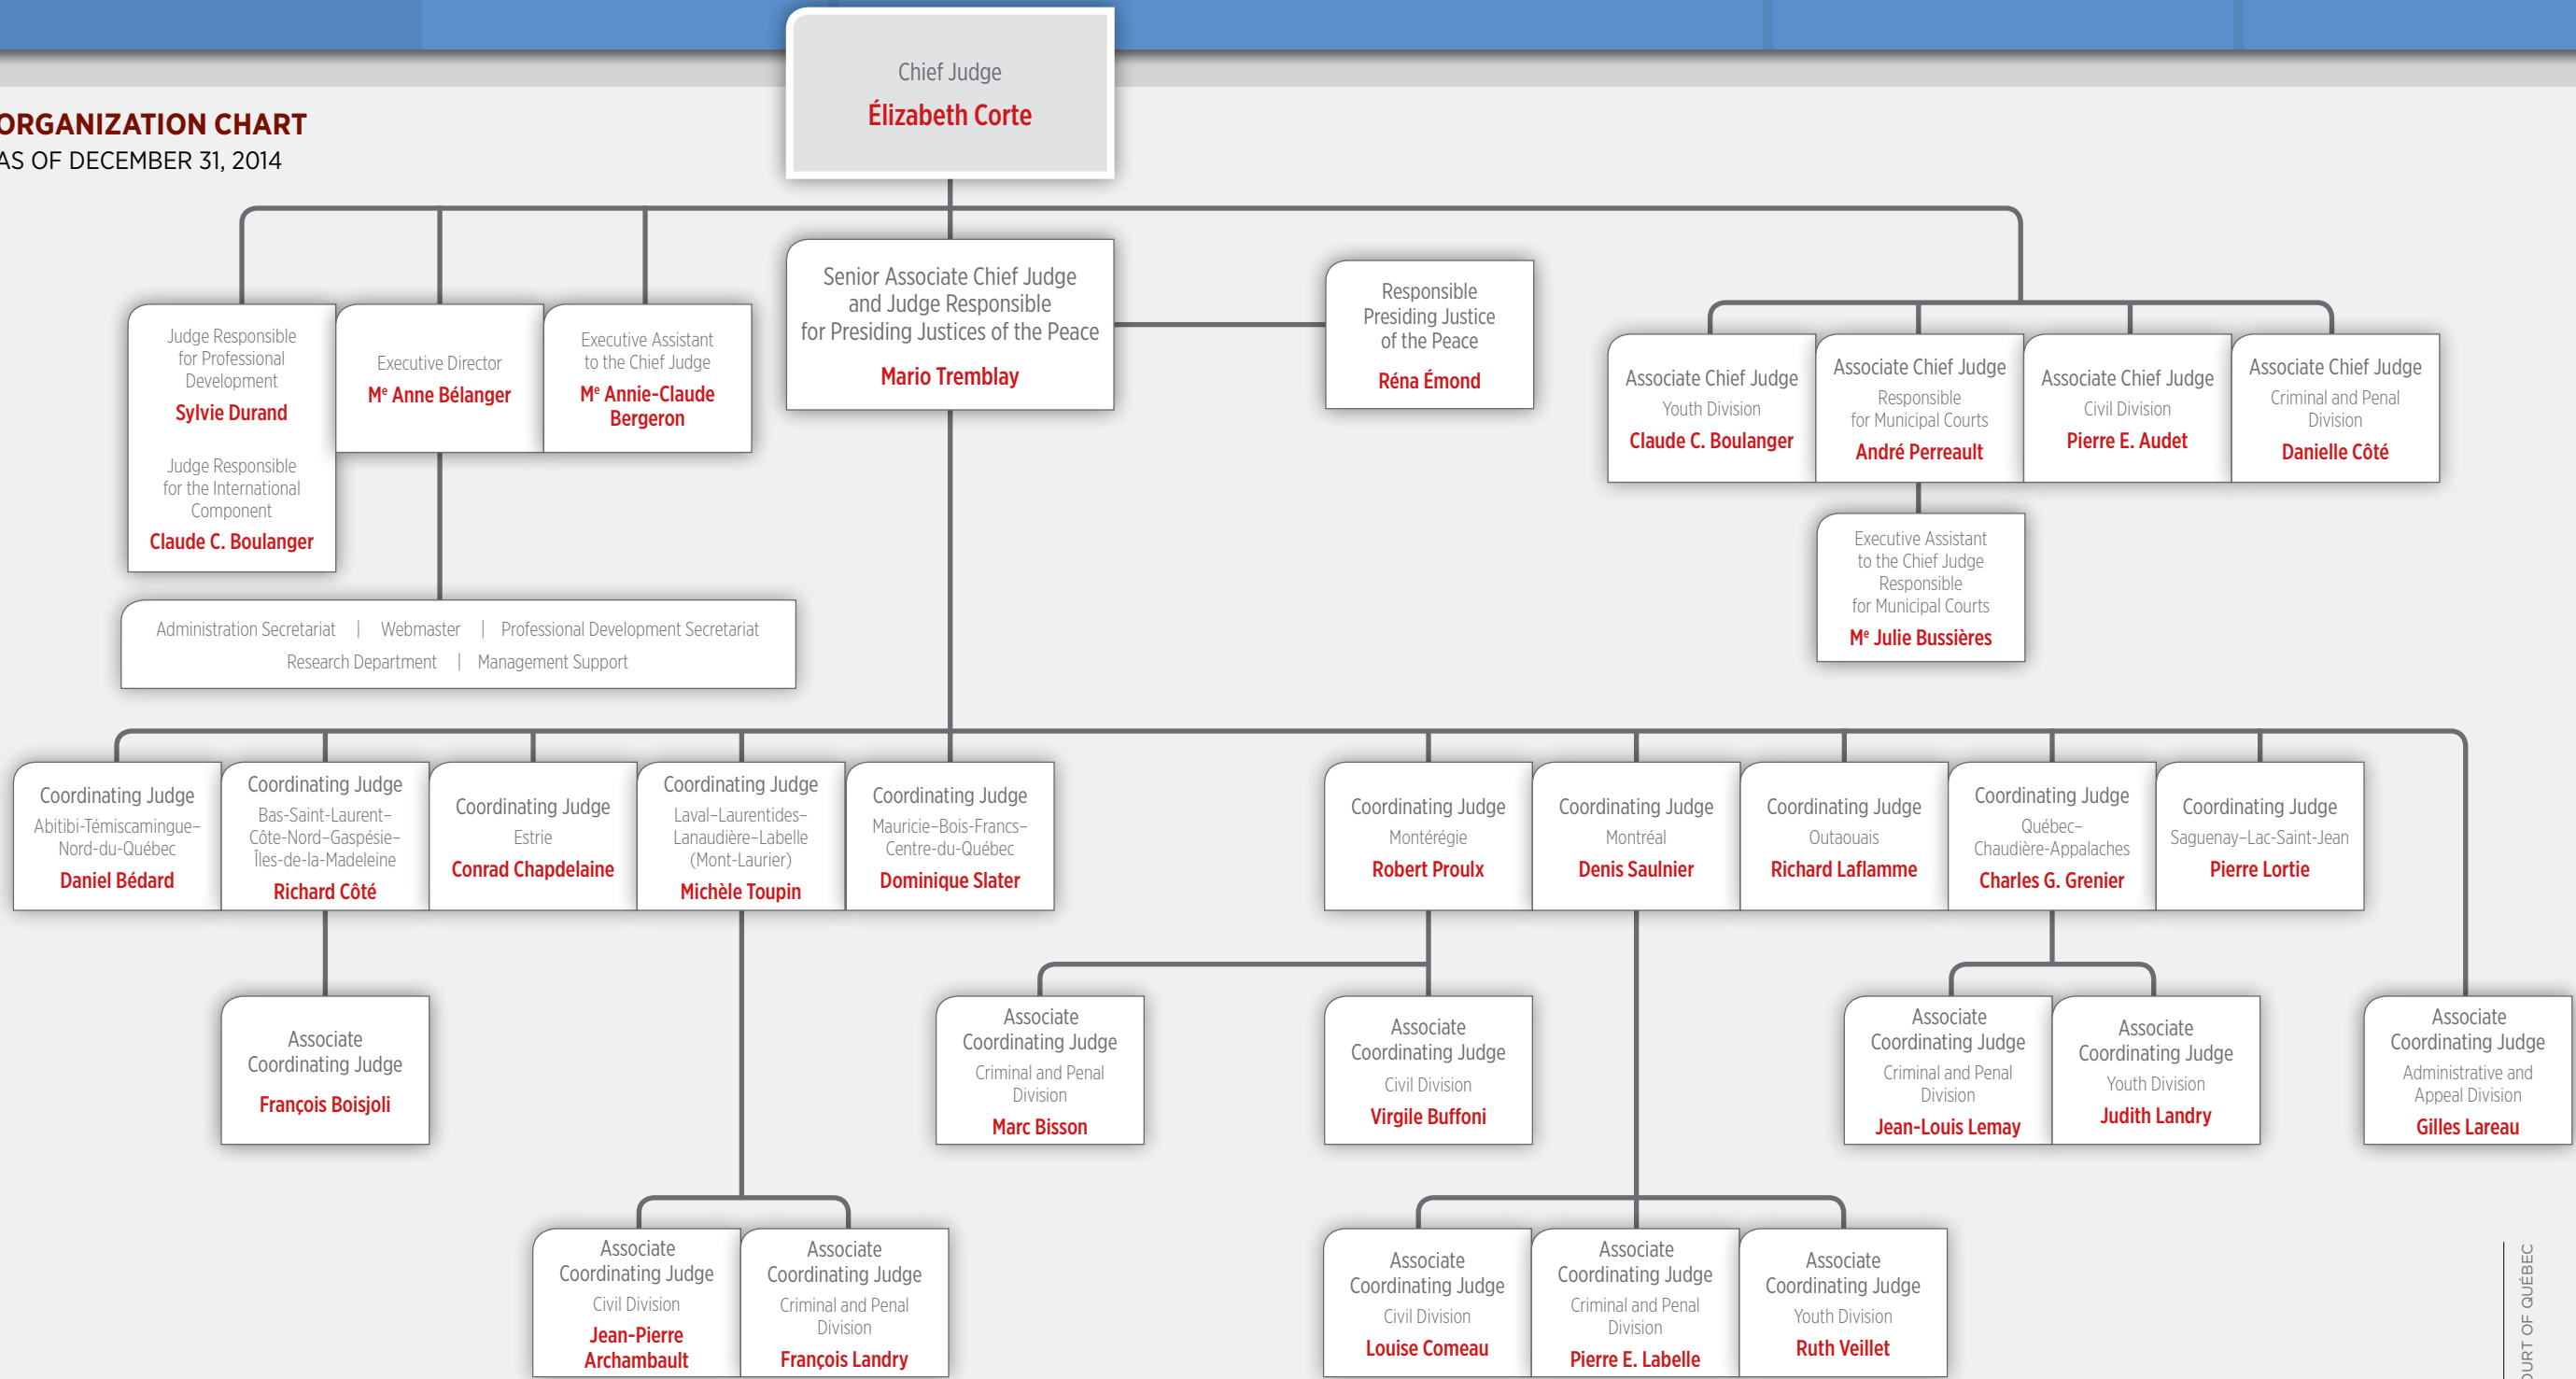 Chief Judge
Élizabeth Corte
ORGANIZATION CHART
AS OF DECEMBER 31, 2014
Judge Responsible
for Professional
Development
Sylvie Durand
Judge Responsible
for the International
Component
Claude C. Boulanger
Executive Director
Me Anne Bélanger
Executive Assistant
to the Chief Judge
Me Annie-Claude
Bergeron
Senior Associate Chief Judge
and Judge Responsible
for Presiding Justices of the Peace
Mario Tremblay
Responsible
Presiding Justice
of the Peace
Réna Émond
Associate Chief Judge
Youth Division
Claude C. Boulanger
Associate Chief Judge
Responsible
for Municipal Courts
André Perreault
Associate Chief Judge
Civil Division
Pierre E. Audet
Associate Chief Judge
Criminal and Penal
Division
Danielle Côté
Executive Assistant
to the Chief Judge
Responsible
for Municipal Courts
Me Julie Bussières
Administration Secretariat | Webmaster | Professional Development Secretariat
Research Department | Management Support
Coordinating Judge
Abitibi-Témiscamingue–
Nord-du-Québec
Daniel Bédard
Coordinating Judge
Bas-Saint-Laurent–
Côte-Nord–Gaspésie–
Îles-de-la-Madeleine
Richard Côté
Coordinating Judge
Estrie
Conrad Chapdelaine
Coordinating Judge
Laval–Laurentides–
Lanaudière–Labelle
(Mont-Laurier)
Michèle Toupin
Coordinating Judge
Mauricie–Bois-Francs–
Centre-du-Québec
Dominique Slater
Coordinating Judge
Montérégie
Robert Proulx
Coordinating Judge
Montréal
Denis Saulnier
Coordinating Judge
Outaouais
Richard Laflamme
Coordinating Judge
Québec–
Chaudière-Appalaches
Charles G. Grenier
Coordinating Judge
Saguenay–Lac-Saint-Jean
Pierre Lortie
Associate
Coordinating Judge
François Boisjoli
Associate
Coordinating Judge
Criminal and Penal
Division
Marc Bisson
Associate
Coordinating Judge
Civil Division
Virgile Buffoni
Associate
Coordinating Judge
Criminal and Penal
Division
Jean-Louis Lemay
Associate
Coordinating Judge
Youth Division
Judith Landry
Associate
Coordinating Judge
Administrative and
Appeal Division
Gilles Lareau
Associate
Coordinating Judge
Civil Division
Jean-Pierre
Archambault
Associate
Coordinating Judge
Criminal and Penal
Division
François Landry
Associate
Coordinating Judge
Civil Division
Louise Comeau
Associate
Coordinating Judge
Criminal and Penal
Division
Pierre E. Labelle
Associate
Coordinating Judge
Youth Division
Ruth Veillet
OURT OF QUÉBEC